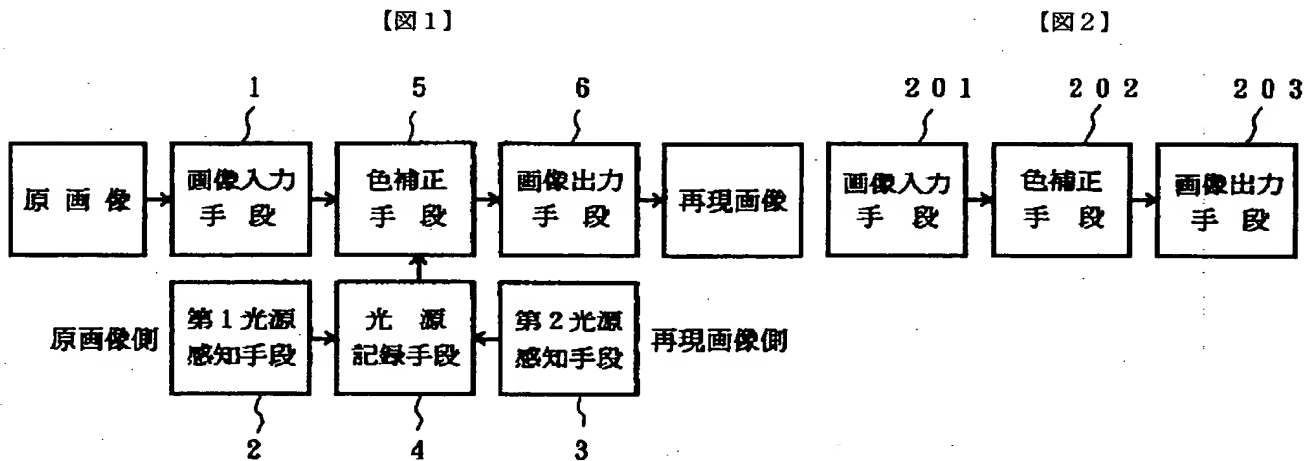 【図1】
1 5 6
原画像 画像入力手段 色補正手段 画像出力手段 再現画像
原画像側 第1光源感知手段 光源記録手段 第2光源感知手段 再現画像側
2 4 3
【図2】
201 202 203
画像入力手段 色補正手段 画像出力手段